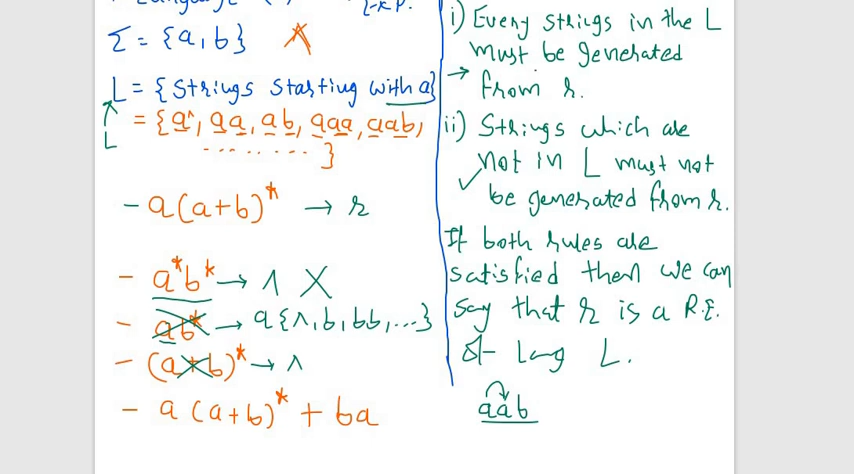 Σ = {a, b}
L = {Strings starting with a}
L
= {a^, aa, ab, aaa, aab,
........}
- a(a+b)* → r
- a*b* → ^ X
- ab* → a{^, b, bb, ...}
- (a+b)* → ^
- a(a+b)* + ba
i) Every strings in the L
must be generated
→ from r.
ii) Strings which are
not in L must not
✓ be generated from r.
If both rules are
satisfied then we can
say that r is a R.E.
of lang L.
aab